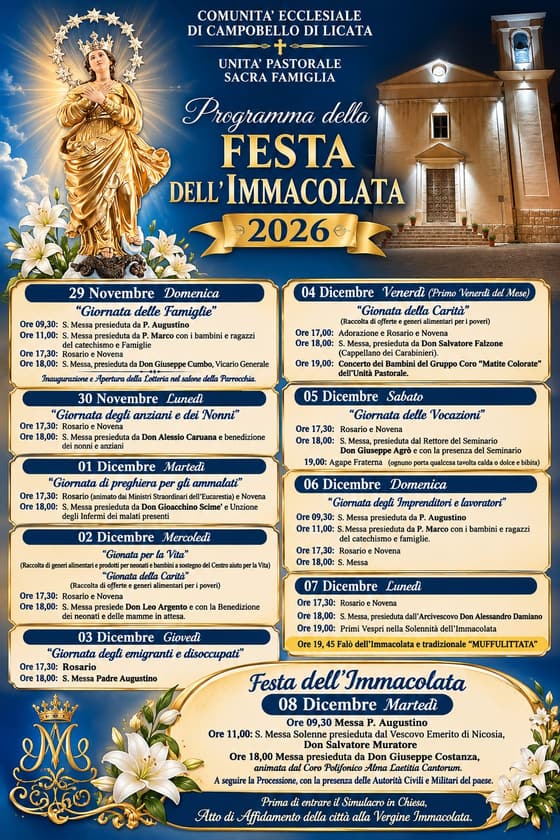 COMUNITA' ECCLESIALE
DI CAMPOBELLO DI LICATA
UNITA' PASTORALE
SACRA FAMIGLIA
Programma della
FESTA
DELL'IMMACOLATA
2026
29 Novembre Domenica
"Giornata delle Famiglie"
Ore 09,30: S. Messa presieduta da P. Augustino
Ore 11,00: S. Messa presieduta da P. Marco con i bambini e ragazzi
del catechismo e Famiglie
Ore 17,30: Rosario e Novena
Ore 18,00: S. Messa presieduta da Don Giuseppe Cumbo, Vicario Generale
Inaugurazione e Apertura della Lotteria nel salone della Parrocchia.
30 Novembre Lunedì
"Giornata degli anziani e dei Nonni"
Ore 17,30: Rosario e Novena
Ore 18,00: S. Messa presieduta da Don Alessio Caruana e benedizione
dei nonni e anziani
01 Dicembre Martedì
"Giornata di preghiera per gli ammalati"
Ore 17,30: Rosario (animato dai Ministri Straordinari dell'Eucarestia) e Novena
Ore 18,00: S. Messa presieduta da Don Gioacchino Scime' e Unzione
degli Infermi dei malati presenti
02 Dicembre Mercoledì
"Gionata per la Vita"
(Raccolta di generi alimentari e prodotti per neonati e bambini a sostegno del Centro aiuto per la Vita)
"Gionata della Carità"
(Raccolta di offerte e generi alimentari per i poveri)
Ore 17,30: Rosario e Novena
Ore 18,00: S. Messa presiede Don Leo Argento e con la Benedizione
dei neonati e delle mamme in attesa.
03 Dicembre Giovedì
"Giornata degli emigranti e disoccupati"
Ore 17,30: Rosario
Ore 18,00: S. Messa Padre Augustino
04 Dicembre Venerdì (Primo Venerdì del Mese)
"Gionata della Carità"
(Raccolta di offerte e generi alimentari per i poveri)
Ore 17,00: Adorazione e Rosario e Novena
Ore 18,00: S. Messa, presieduta da Don Salvatore Falzone
(Cappellano dei Carabinieri).
Ore 19,00: Concerto dei Bambini del Gruppo Coro "Matite Colorate"
dell'Unità Pastorale.
05 Dicembre Sabato
"Giornata delle Vocazioni"
Ore 17,30: Rosario e Novena
Ore 18,00: S. Messa, presieduta dal Rettore del Seminario
Don Giuseppe Agrò e con la presenza del Seminario
19,00: Agape Fraterna (ognuno porta qualcosa tavolta calda o dolce e bibita)
06 Dicembre Domenica
"Giornata degli Imprenditori e lavoratori"
Ore 09,30: S. Messa presieduta da P. Augustino
Ore 11,00: S. Messa presieduta da P. Marco con i bambini e ragazzi
del catechismo e famiglie.
Ore 17,30: Rosario e Novena
Ore 18,00: S. Messa
07 Dicembre Lunedì
Ore 17,30: Rosario e Novena
Ore 18,00: S. Messa, presieduta dall'Arcivescovo Don Alessandro Damiano
Ore 19,00: Primi Vespri nella Solennità dell'Immacolata
Ore 19, 45 Falò dell'Immacolata e tradizionale "MUFFULITTATA"
Festa dell'Immacolata
08 Dicembre Martedì
Ore 09,30 Messa P. Augustino
Ore 11,00: S. Messa Solenne presieduta dal Vescovo Emerito di Nicosia,
Don Salvatore Muratore
Ore 18,00 Messa presieduta da Don Giuseppe Costanza,
animata dal Coro Polifonico Alma Laetitia Cantorum.
A seguire la Processione, con la presenza delle Autorità Civili e Militari del paese.
Prima di entrare il Simulacro in Chiesa,
Atto di Affidamento della città alla Vergine Immacolata.